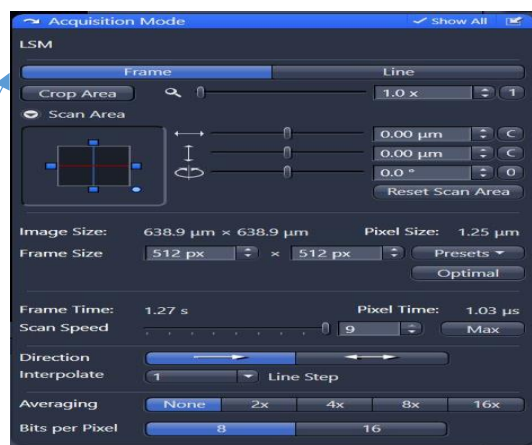 Acquisition Mode Show All
LSM
Frame Line
Crop Area 1.0 x 1
Scan Area
0.00 µm C
0.00 µm C
0.0 ° 0
Reset Scan Area
Image Size: 638.9 µm × 638.9 µm Pixel Size: 1.25 µm
Frame Size 512 px × 512 px Presets
Optimal
Frame Time: 1.27 s Pixel Time: 1.03 µs
Scan Speed 9 Max
Direction
Interpolate 1 Line Step
Averaging None 2x 4x 8x 16x
Bits per Pixel 8 16